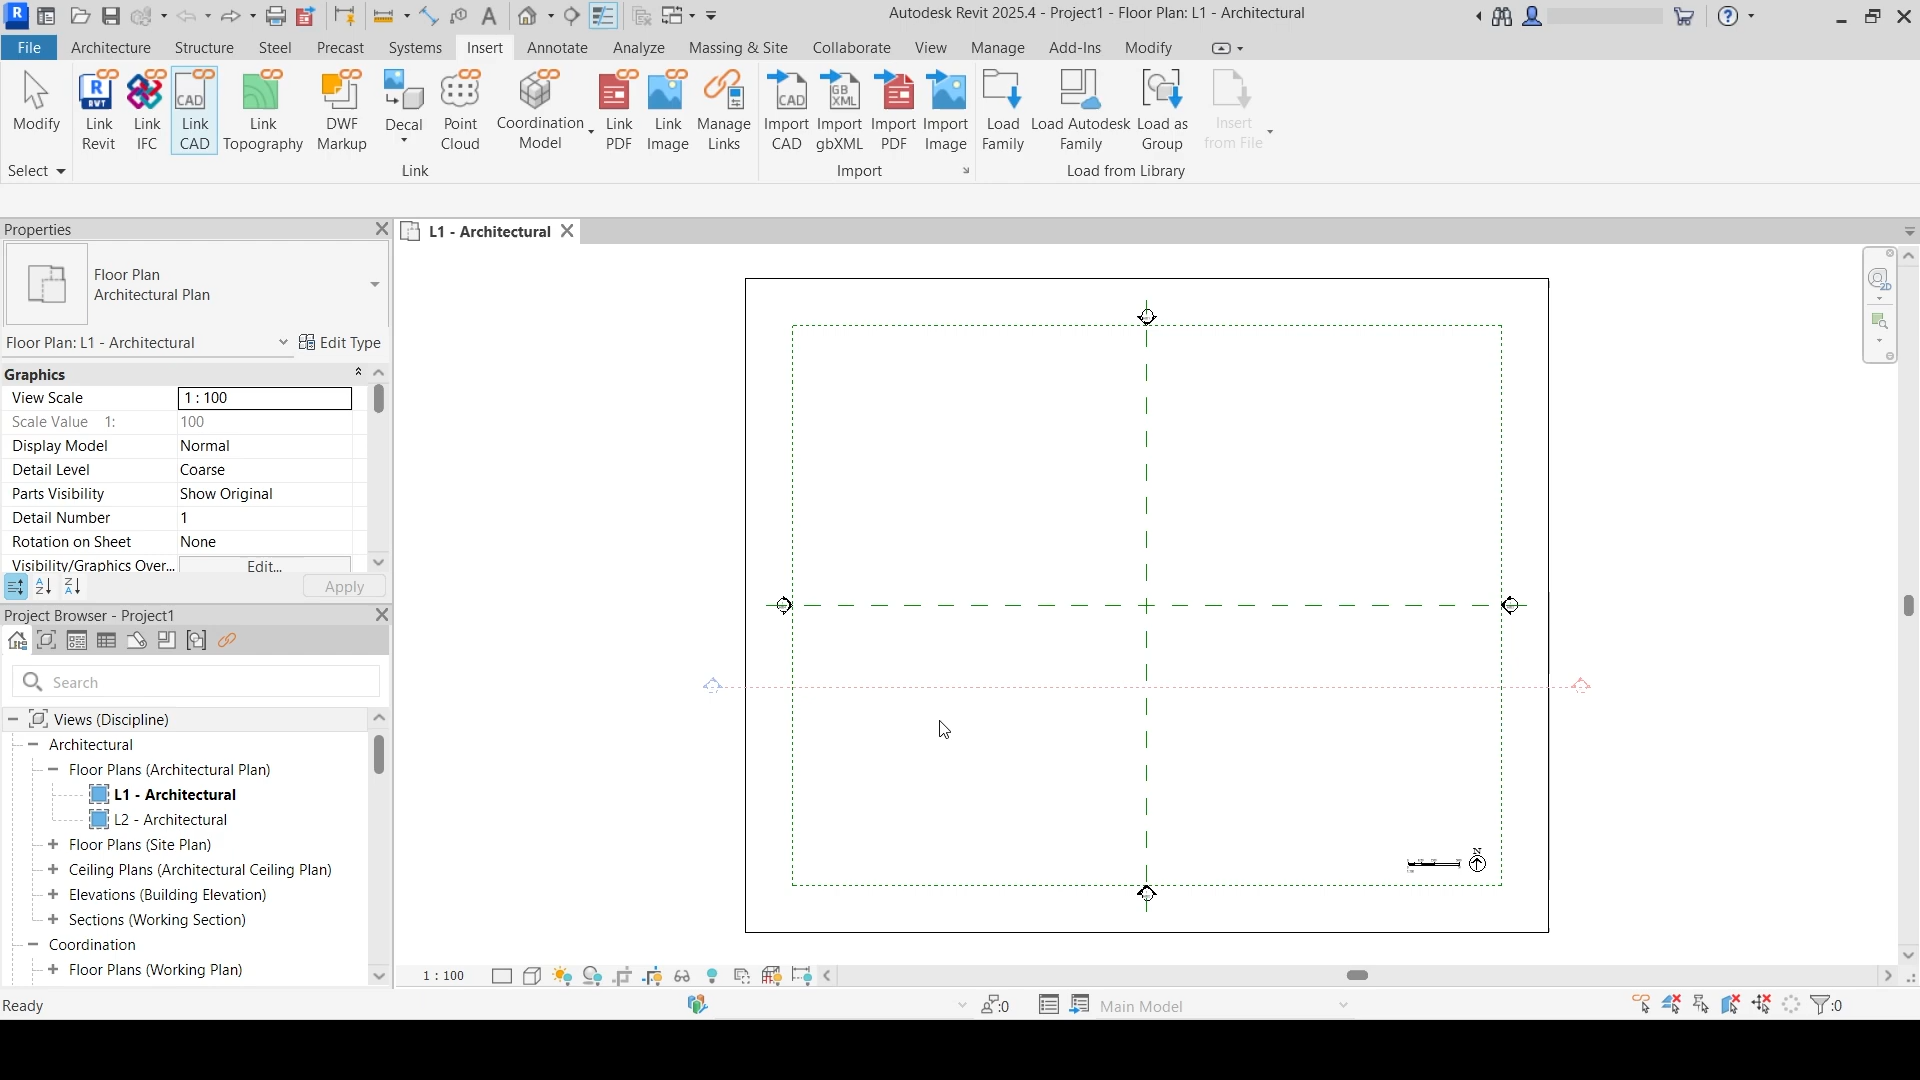 Autodesk Revit 2025.4 - Project1 - Floor Plan: L1 - Architectural
File Architecture Structure Steel Precast Systems Insert Annotate Analyze Massing & Site Collaborate View Manage Add-Ins Modify
Modify
Link Revit
Link IFC
Link CAD
Link Topography
DWF Markup
Decal
Point Cloud
Coordination Model
Link PDF
Link Image
Manage Links
Import CAD
Import gbXML
Import PDF
Import Image
Load Family
Load Autodesk Family
Load as Group
Insert from File
Select
Link
Import
Load from Library
Properties
L1 - Architectural
Floor Plan
Architectural Plan
Floor Plan: L1 - Architectural
Edit Type
Graphics
View Scale 1 : 100
Scale Value 1: 100
Display Model Normal
Detail Level Coarse
Parts Visibility Show Original
Detail Number 1
Rotation on Sheet None
Visibility/Graphics Over... Edit...
Apply
Project Browser - Project1
Search
Views (Discipline)
Architectural
Floor Plans (Architectural Plan)
L1 - Architectural
L2 - Architectural
Floor Plans (Site Plan)
Ceiling Plans (Architectural Ceiling Plan)
Elevations (Building Elevation)
Sections (Working Section)
Coordination
Floor Plans (Working Plan)
N
1 : 100
Ready
:0
Main Model
:0